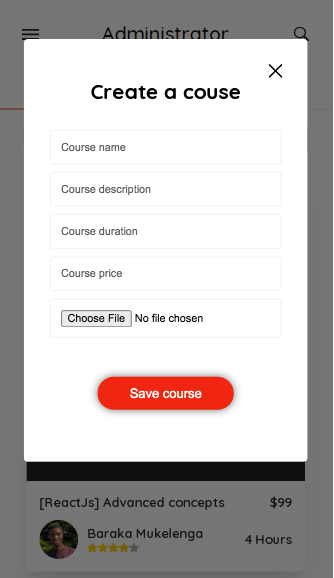 Administrator
Create a couse
Course name
Course description
Course duration
Course price
Choose File No file chosen
Save course
[ReactJs] Advanced concepts $99
Baraka Mukelenga
4 Hours